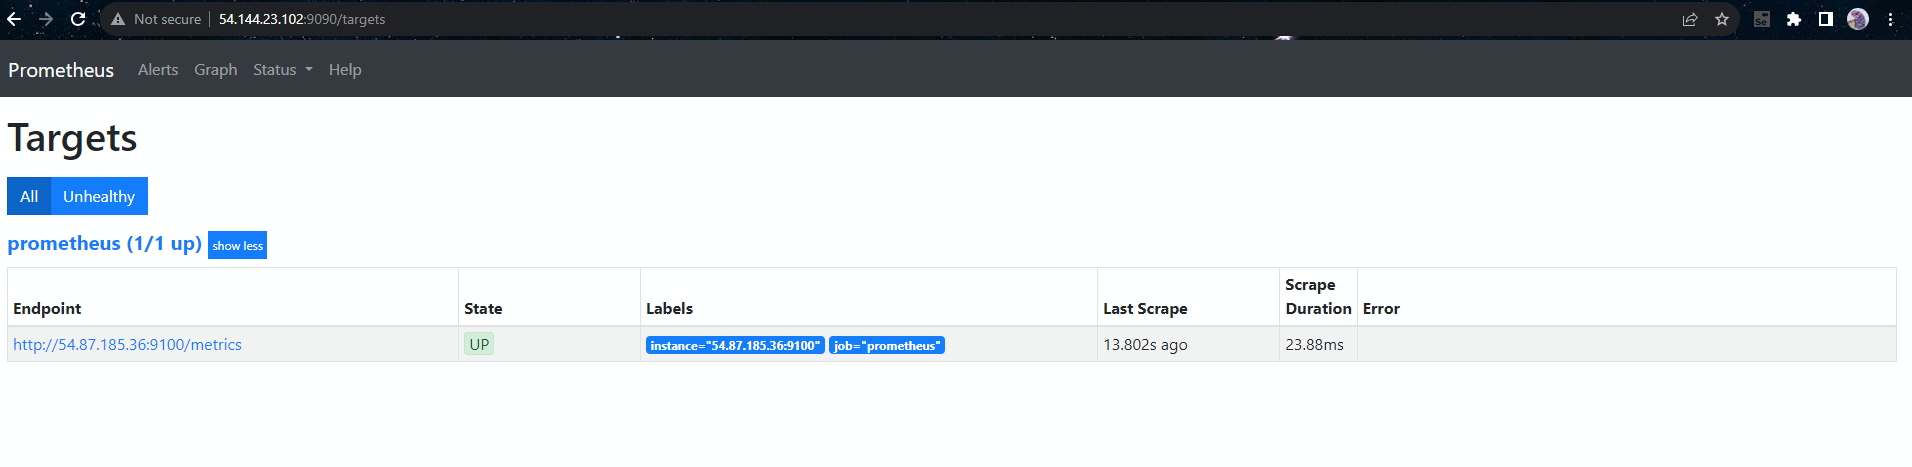 Not secure | 54.144.23.102:9090/targets
Se
Prometheus Alerts Graph Status Help
Targets
All Unhealthy
prometheus (1/1 up) show less
Endpoint State Labels Last Scrape Scrape Duration Error
http://54.87.185.36:9100/metrics UP instance="54.87.185.36:9100" job="prometheus" 13.802s ago 23.88ms